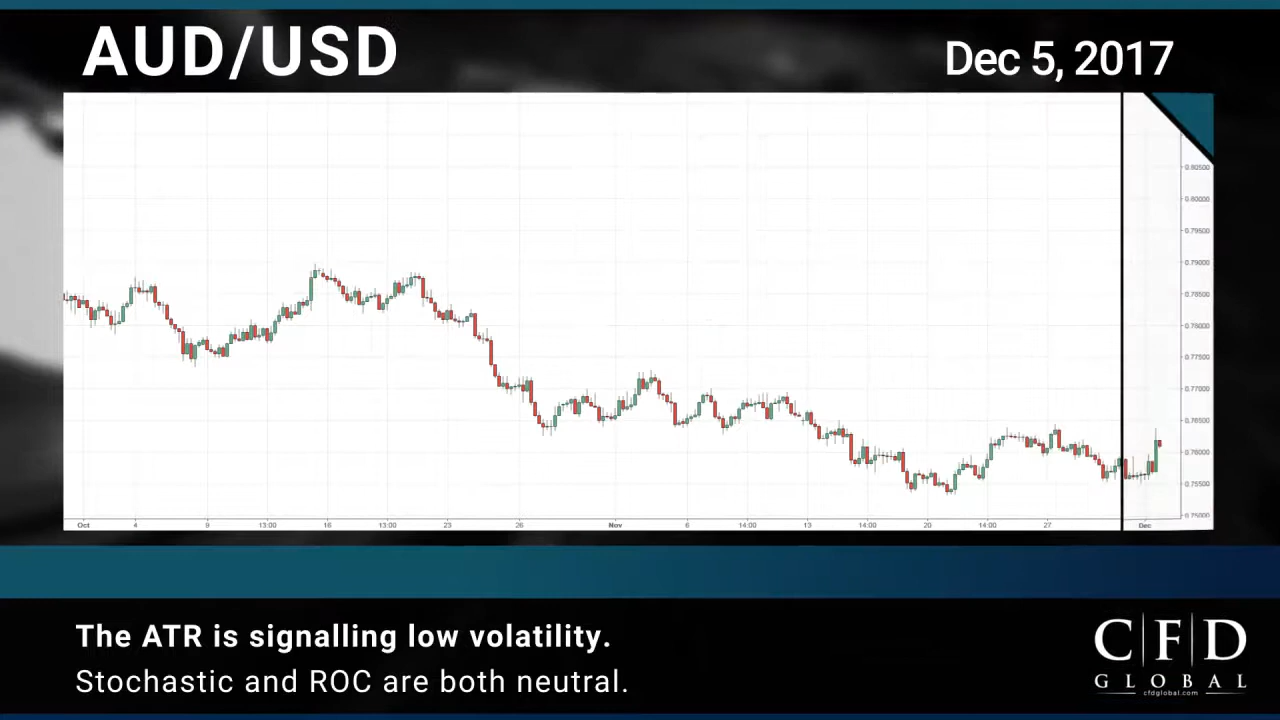 AUD/USD
Dec 5, 2017
0.80500
0.80000
0.79500
0.79000
0.78500
0.78000
0.77500
0.77000
0.76500
0.76000
0.75500
0.75000
Oct 4 9 13:00 16 13:00 23 26 Nov 6 14:00 13 14:00 20 14:00 27 Dec
The ATR is signalling low volatility.
Stochastic and ROC are both neutral.
CFD
GLOBAL
cfdglobal.com